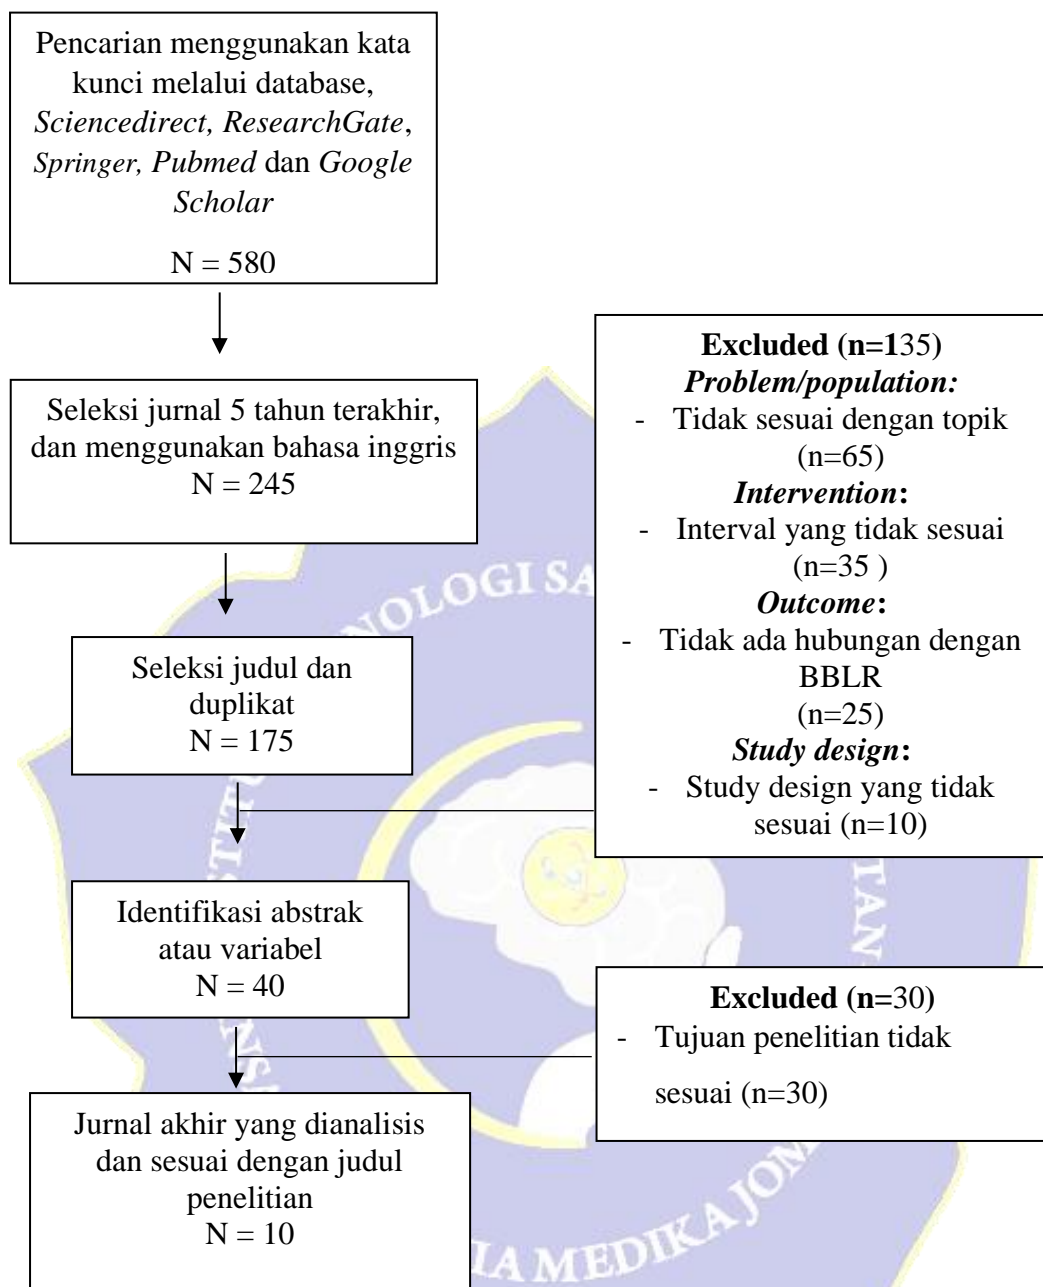 Pencarian menggunakan kata
kunci melalui database,
Sciencedirect, ResearchGate,
Springer, Pubmed dan Google
Scholar
N = 580
Seleksi jurnal 5 tahun terakhir,
dan menggunakan bahasa inggris
N = 245
Seleksi judul dan
duplikat
N = 175
Excluded (n=135)
Problem/population:
- Tidak sesuai dengan topik
(n=65)
Intervention:
- Interval yang tidak sesuai
(n=35 )
Outcome:
- Tidak ada hubungan dengan
BBLR
(n=25)
Study design:
- Study design yang tidak
sesuai (n=10)
Identifikasi abstrak
atau variabel
N = 40
Excluded (n=30)
- Tujuan penelitian tidak
sesuai (n=30)
Jurnal akhir yang dianalisis
dan sesuai dengan judul
penelitian
N = 10
MEDIKA